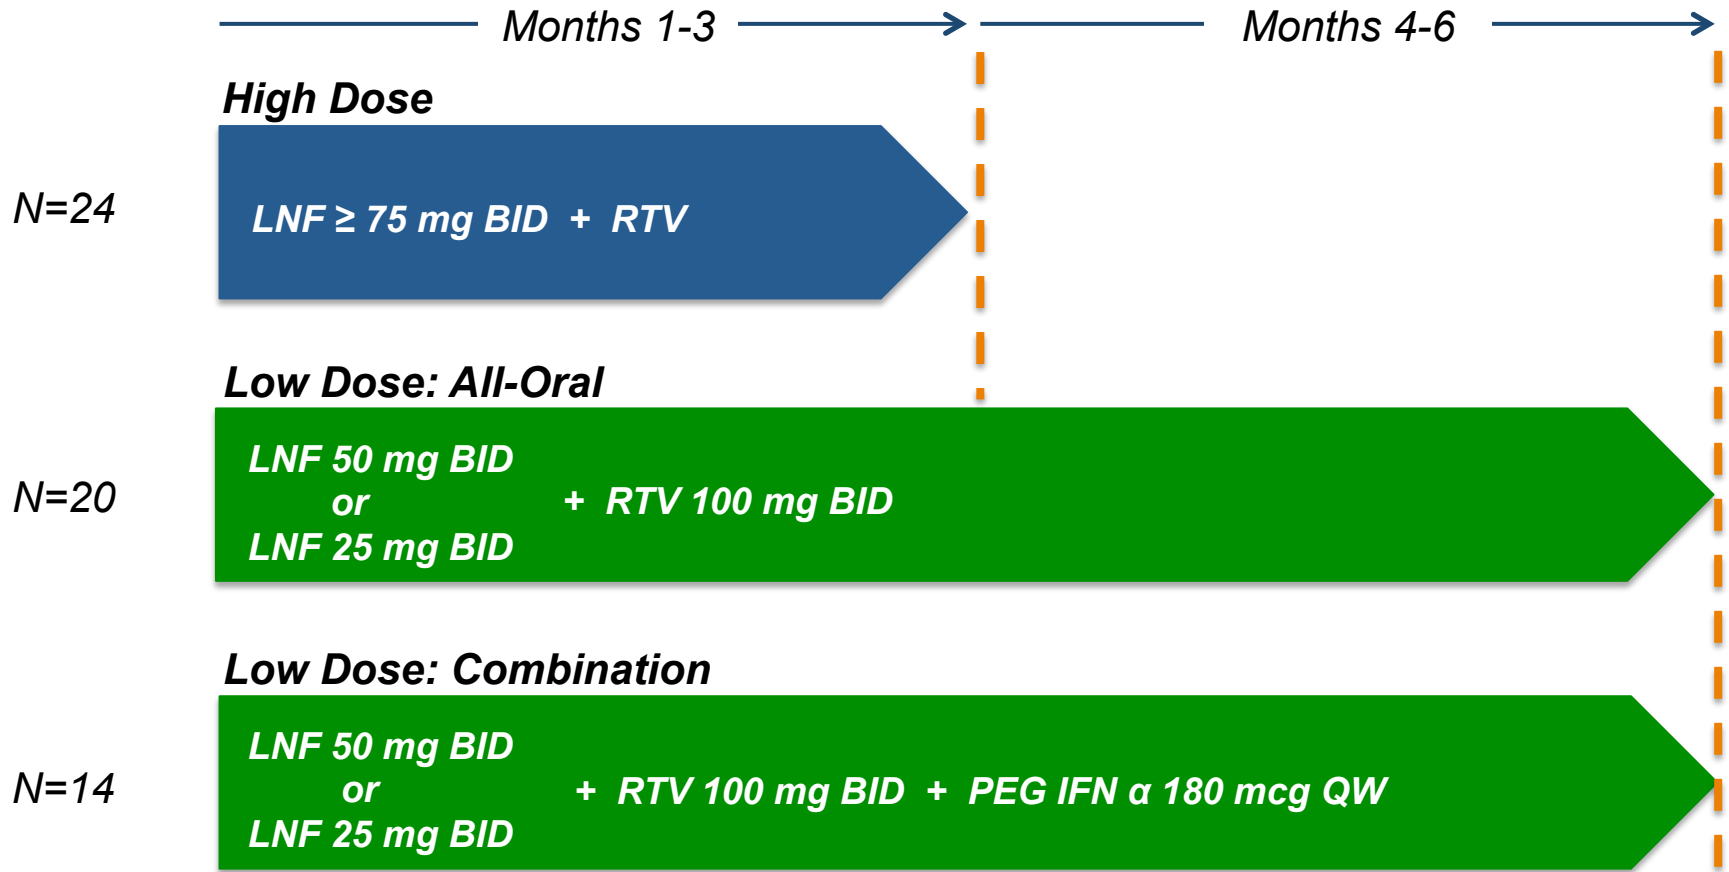 Months 1-3
Months 4-6
High Dose
N=24
LNF ≥ 75 mg BID + RTV
Low Dose: All-Oral
LNF 50 mg BID
N=20
or
+ RTV 100 mg BID
LNF 25 mg BID
Low Dose: Combination
LNF 50 mg BID
N=14
or
+ RTV 100 mg BID + PEG IFN α 180 mcg QW
LNF 25 mg BID